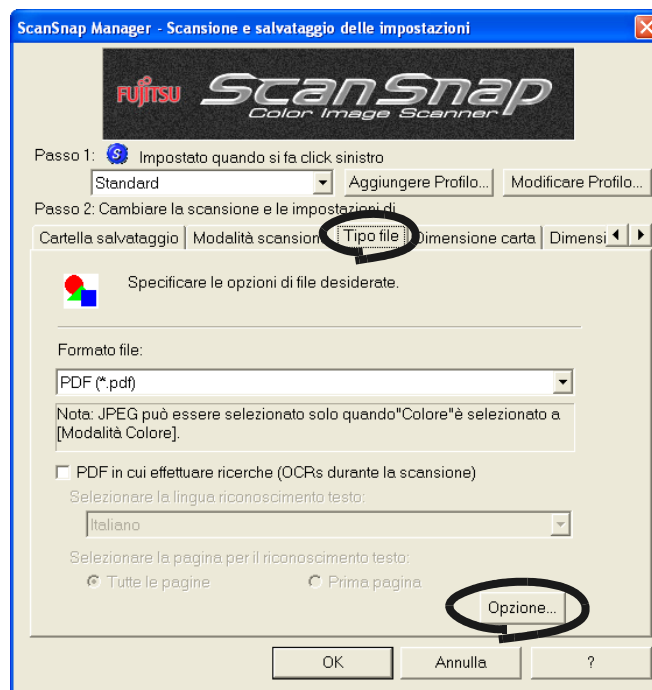 ScanSnap Manager - Scansione e salvataggio delle impostazioni
FUJITSU ScanSnap
Color Image Scanner
Passo 1: S Impostato quando si fa click sinistro
Standard Aggiungere Profilo... Modificare Profilo...
Passo 2: Cambiare la scansione e le impostazioni di
Cartella salvataggio Modalità scansion Tipo file Dimensione carta Dimensi
Specificare le opzioni di file desiderate.
Formato file:
PDF (*.pdf)
Nota: JPEG può essere selezionato solo quando"Colore"è selezionato a
[Modalità Colore].
PDF in cui effettuare ricerche (OCRs durante la scansione)
Selezionare la lingua riconoscimento testo:
Italiano
Selezionare la pagina per il riconoscimento testo:
Tutte le pagine Prima pagina
Opzione...
OK Annulla ?